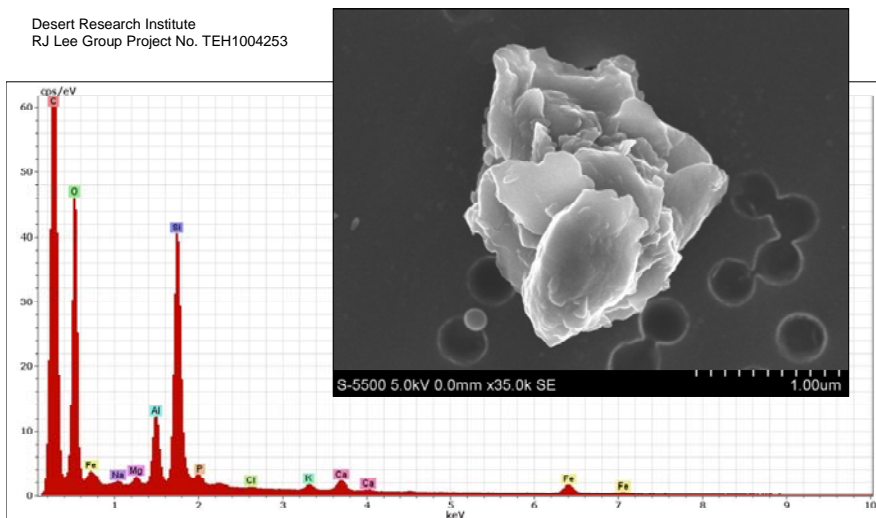 Desert Research Institute
RJ Lee Group Project No. TEH1004253
cps/eV
60
50
40
30
20
10
0
C
O
Fe
Na
Mg
Al
Si
P
Cl
K
Ca
Ca
Fe
Fe
1
2
3
4
5
6
7
8
9
10
keV
S-5500 5.0kV 0.0mm x35.0k SE
1.00um